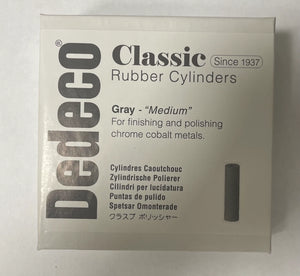 Dedeco®
Classic Since 1937
Rubber Cylinders
Gray - "Medium"
For finishing and polishing
chrome cobalt metals.
Cylindres Caoutchouc
Zylindrische Polierer
Cilindri per lucidatura
Puntas de pulido
Spetsar Omonterade
クラスプ ポリッシャー